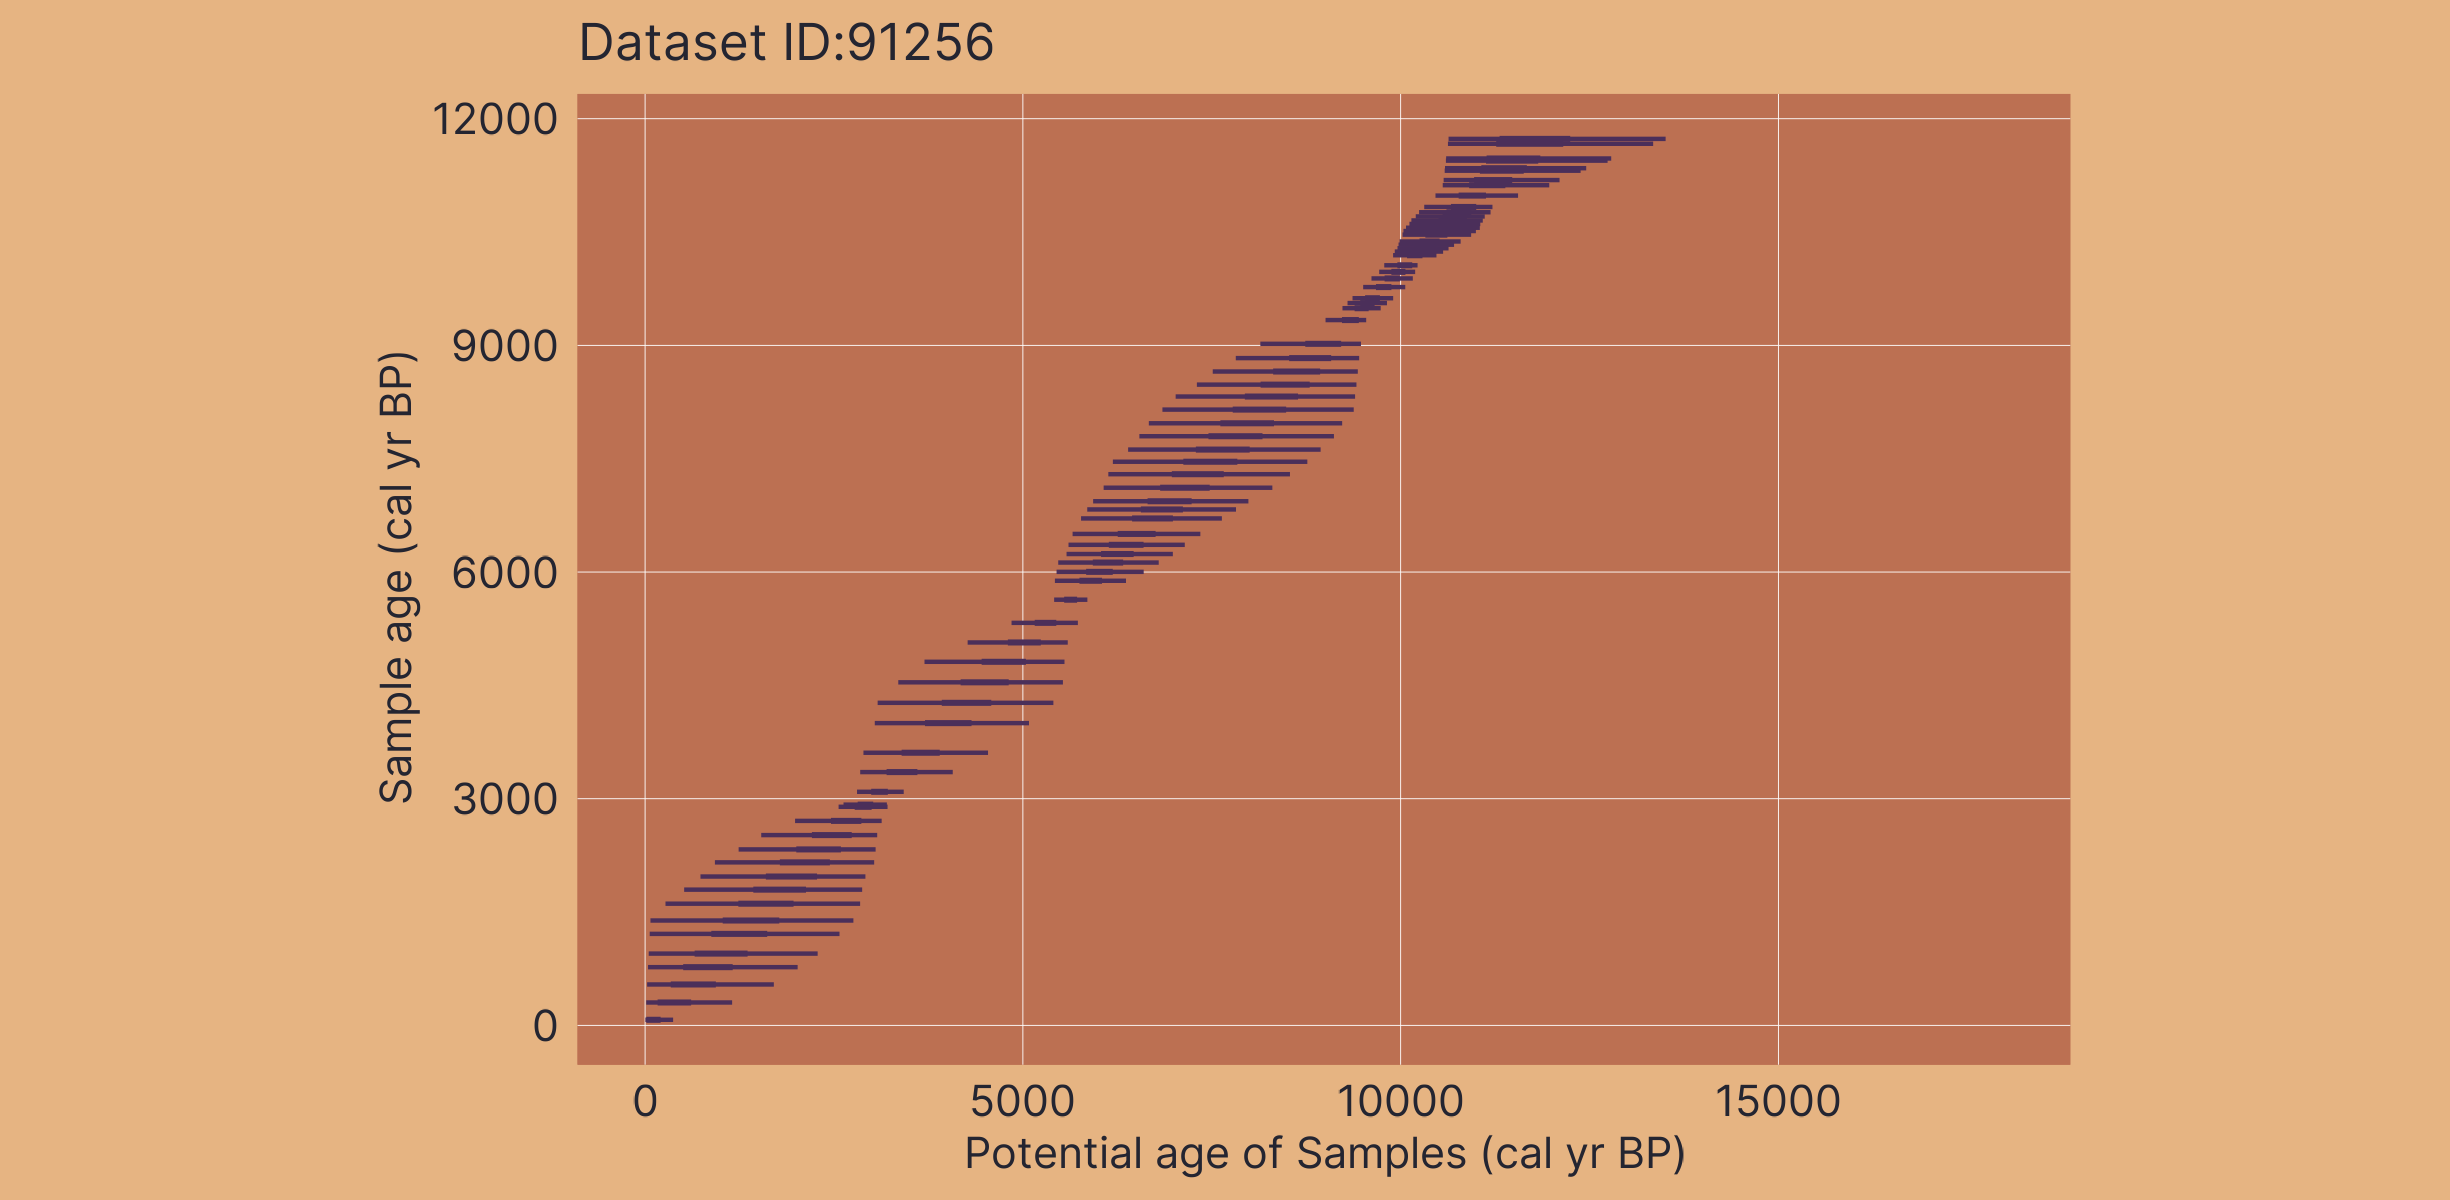 Dataset ID:91256
12000
9000
6000
3000
0
Sample age (cal yr BP)
0 5000 10000 15000
Potential age of Samples (cal yr BP)